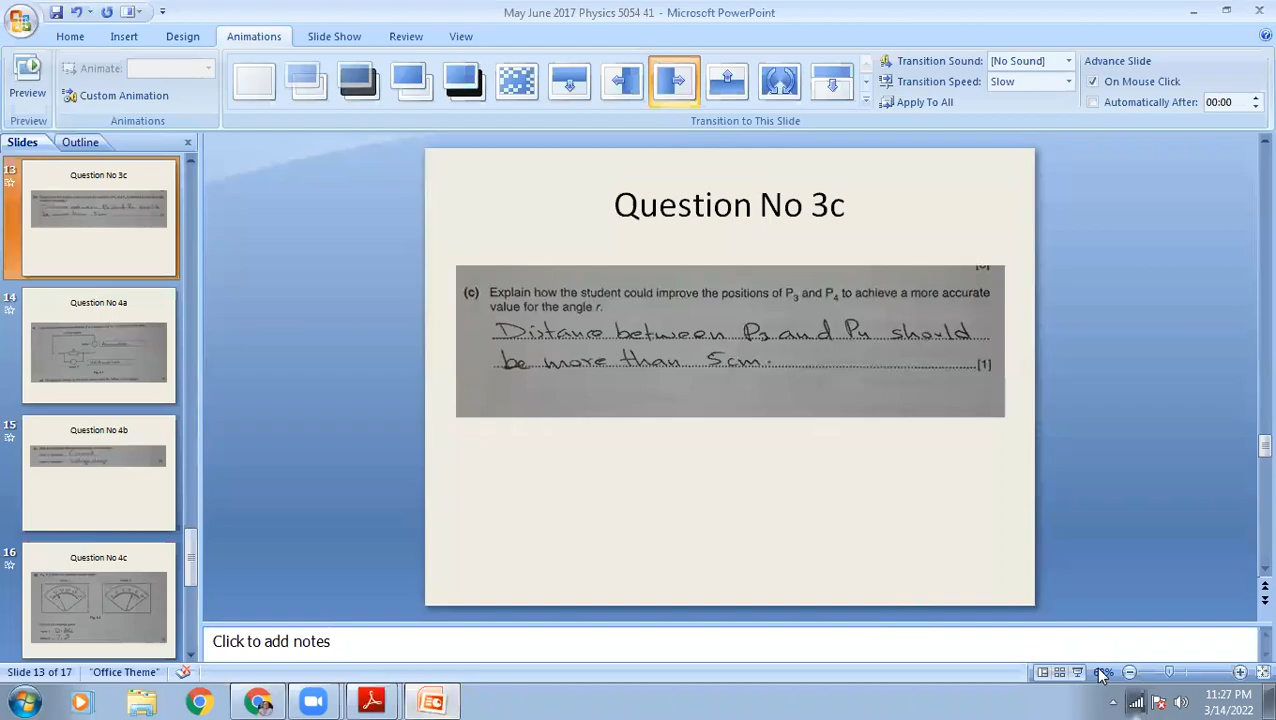 May June 2017 Physics 5054 41 - Microsoft PowerPoint
Home Insert Design Animations Slide Show Review View
Preview
Animate:
Custom Animation
Transition Sound: [No Sound]
Transition Speed: Slow
Apply To All
Advance Slide
On Mouse Click
Automatically After: 00:00
Preview Animations Transition to This Slide
Slides Outline
13
Question No 3c
14
Question No 4a
15
Question No 4b
16
Question No 4c
Question No 3c
(c) Explain how the student could improve the positions of P3 and P4 to achieve a more accurate
value for the angle r.
Distance between P3 and P4 should
be more than 5cm.
[1]
Click to add notes
Slide 13 of 17 "Office Theme"
11:27 PM
3/14/2022